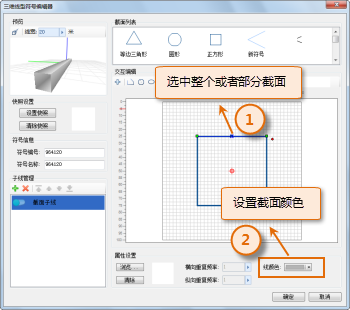 三维线型符号编辑器
预览
线宽: 20 米
快照设置
设置快照
清除快照
符号信息
符号编号: 964120
符号名称: 964120
子线管理
截面子线
截面列表
等边三角形
圆形
正方形
新符号
交互编辑
选中整个或者部分截面
1
设置截面颜色
2
属性设置
浏览...
清除
横向重复频率: 1
纵向重复频率: 1
线颜色:
确定
取消